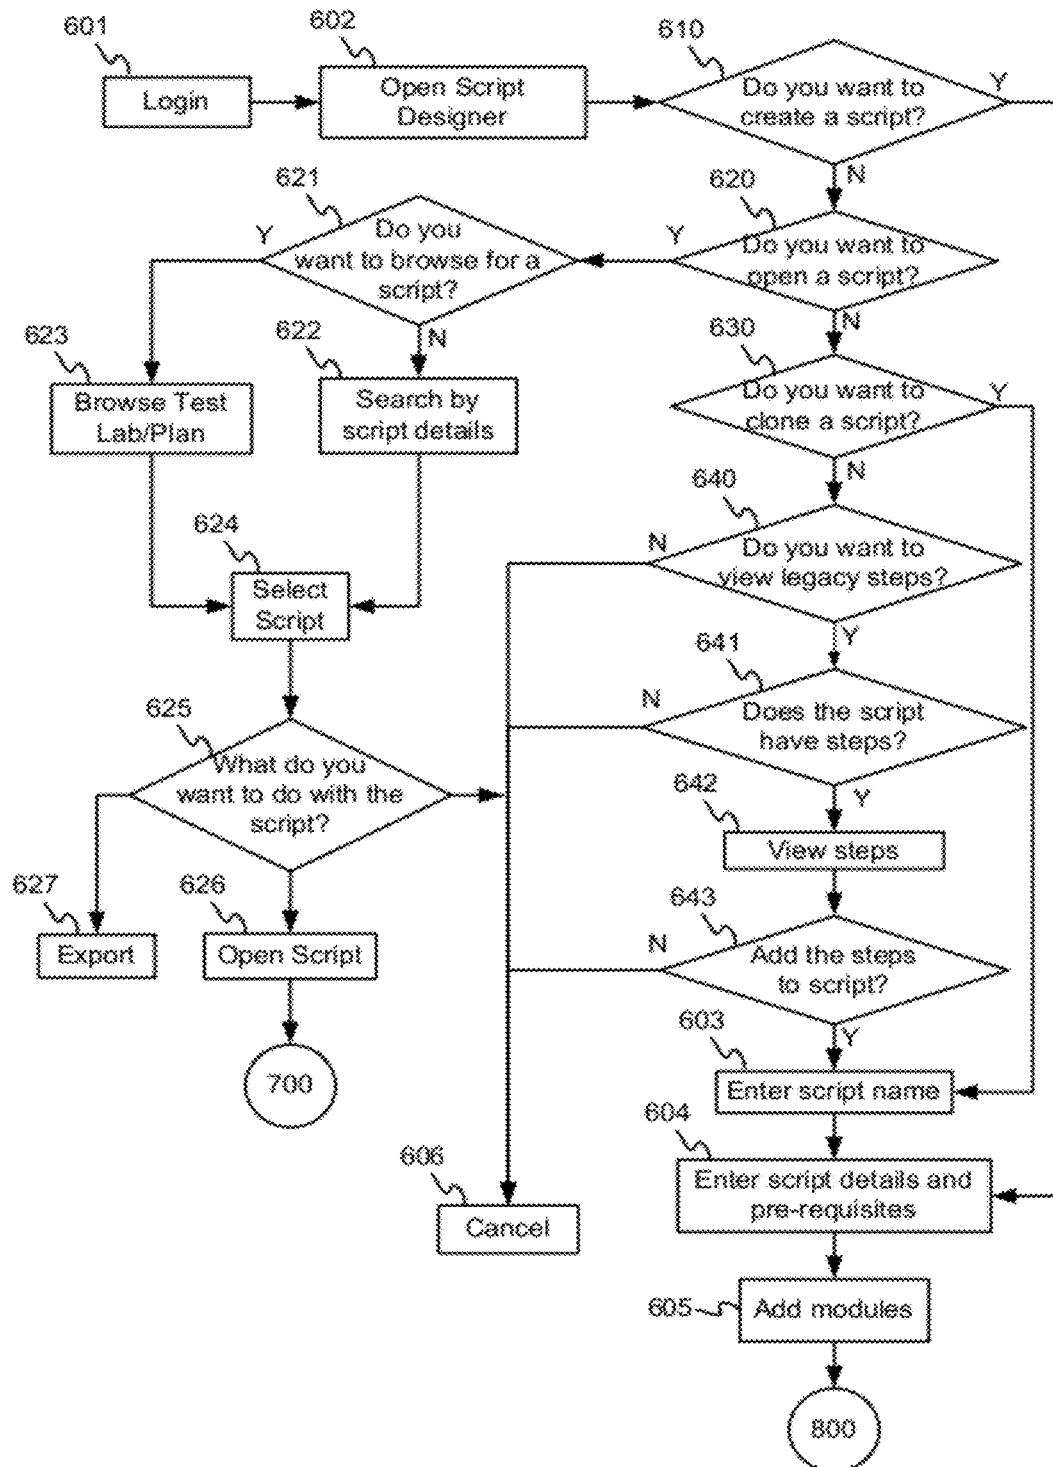 601
Login
602
Open Script
Designer
610
Do you want to
create a script?
Y
N
621
Y
Do you
want to browse for a
script?
N
620
Y
Do you want to
open a script?
N
623
Browse Test
Lab/Plan
622
Search by
script details
630
Do you want to
clone a script?
Y
N
624
Select
Script
640
N
Do you want to
view legacy steps?
Y
625
What do you
want to do with the
script?
641
N
Does the script
have steps?
Y
642
View steps
627
Export
626
Open Script
643
N
Add the steps
to script?
Y
700
603
Enter script name
604
Enter script details and
pre-requisites
606
Cancel
605
Add modules
800